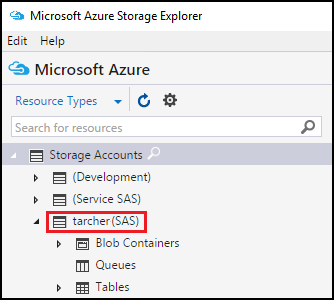 Microsoft Azure Storage Explorer
Edit Help
Microsoft Azure
Resource Types
Search for resources
Storage Accounts
(Development)
(Service SAS)
tarcher(SAS)
Blob Containers
Queues
Tables